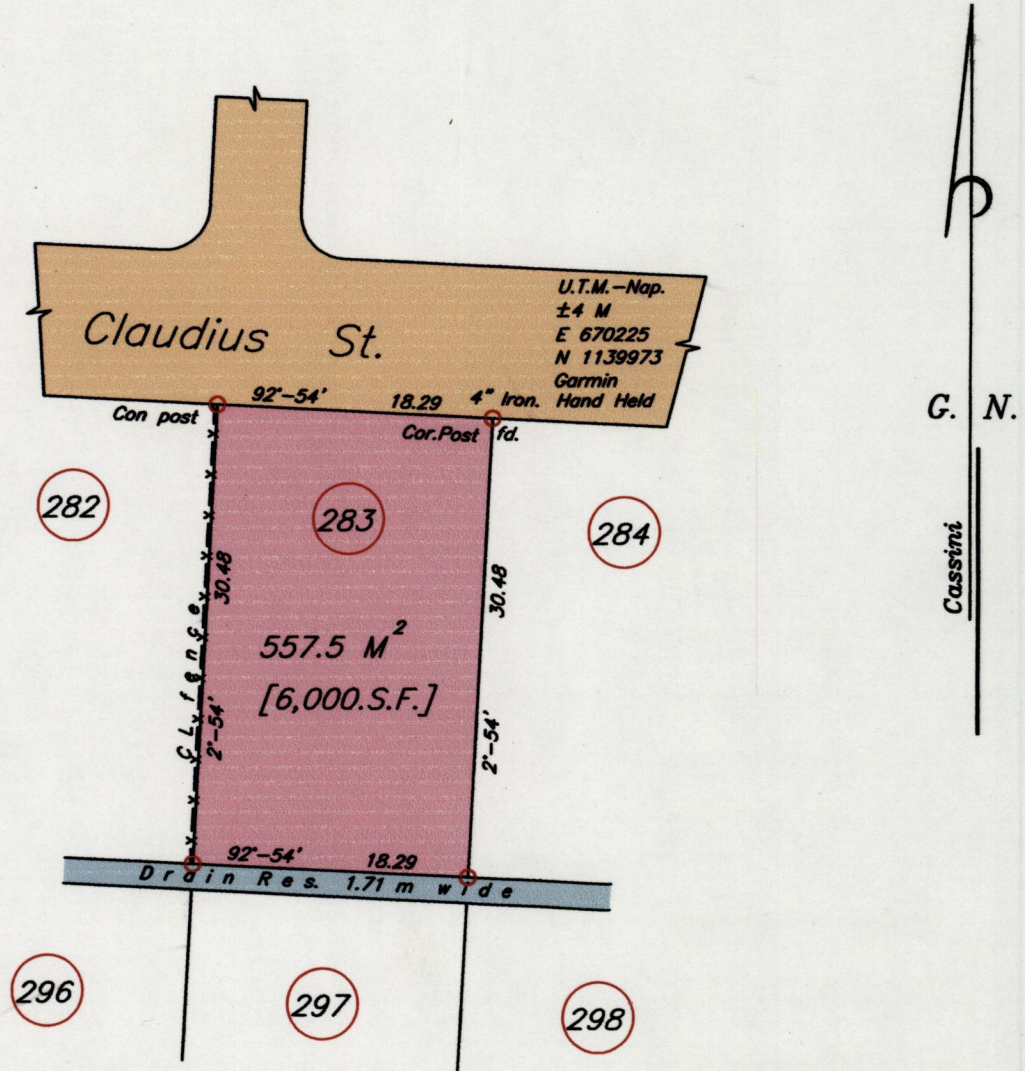 U.T.M.-Nap.
±4 M
E 670225
N 1139973
Garmin
Hand Held
Claudius St.
92°-54' 18.29 4" Iron.
Con post
Cor.Post fd.
G. N.
282
283
284
30.48
30.48
Cassini
C L fence
557.5 M²
[6,000.S.F.]
2°-54'
2°-54'
92°-54' 18.29
Drain Res. 1.71 m wide
296
297
298